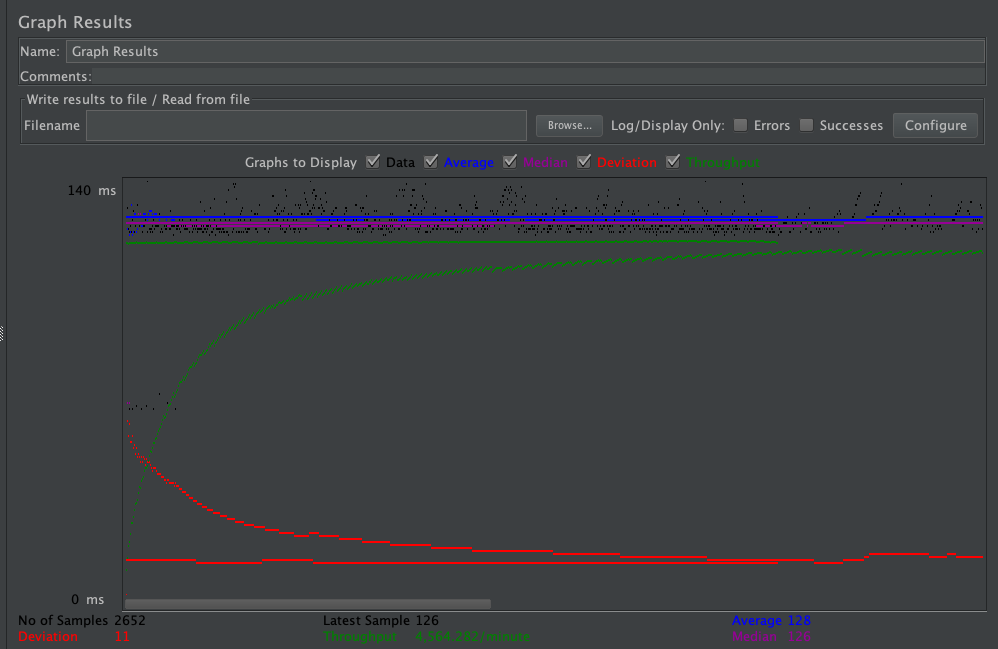 Graph Results
Name: Graph Results
Comments:
Write results to file / Read from file
Filename Browse... Log/Display Only: Errors Successes Configure
Graphs to Display Data Average Median Deviation Throughput
140 ms
0 ms
No of Samples 2652 Latest Sample 126 Average 128
Deviation 11 Throughput 4,564.282/minute Median 126